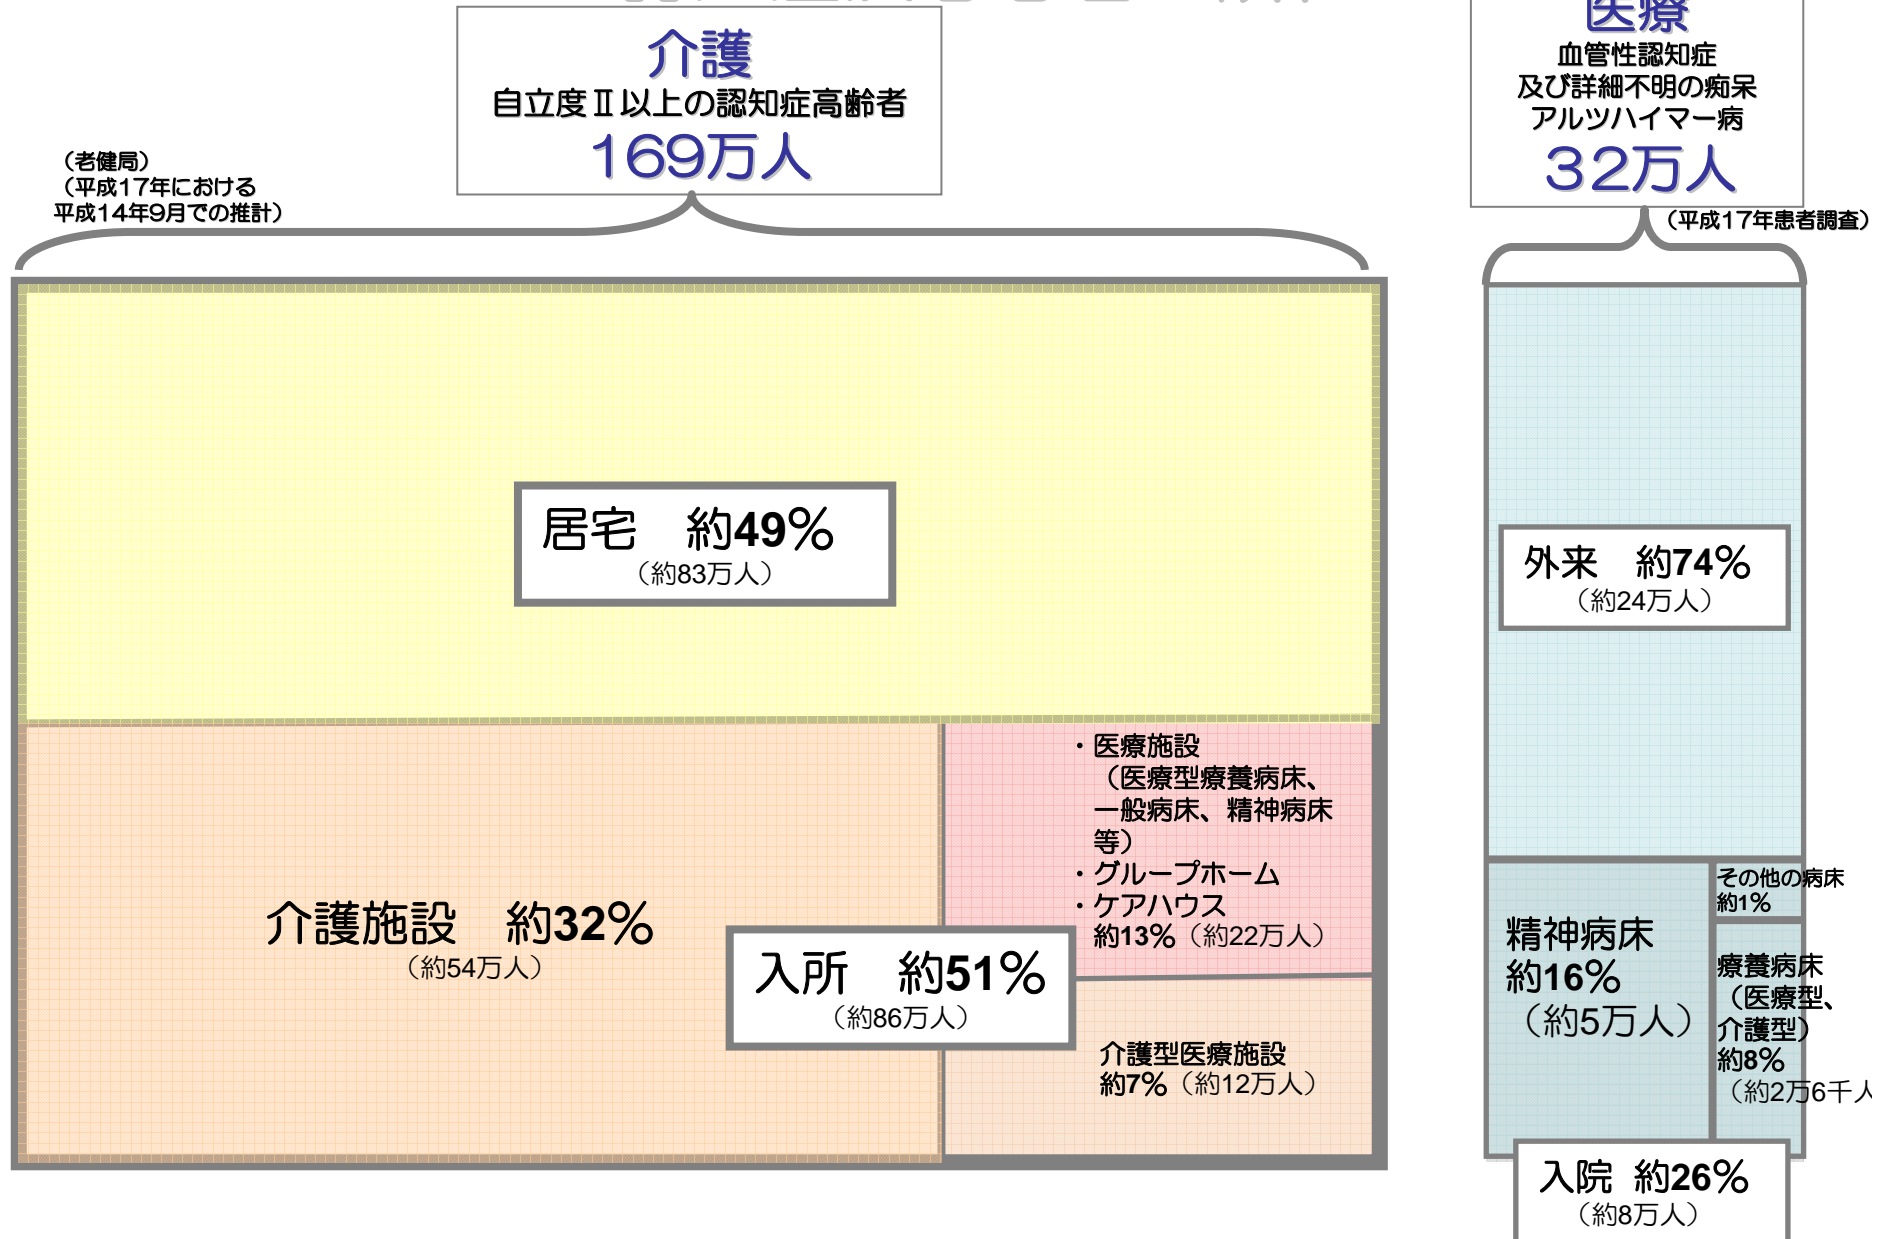 介護
自立度Ⅱ以上の認知症高齢者
169万人
（老健局）
（平成17年における
平成14年9月での推計）
医療
血管性認知症
及び詳細不明の痴呆
アルツハイマー病
32万人
（平成17年患者調査）
居宅　約49%
（約83万人）
介護施設　約32%
（約54万人）
・医療施設
（医療型療養病床、
一般病床、精神病床
等）
・グループホーム
・ケアハウス
約13%（約22万人）
入所　約51%
（約86万人）
介護型医療施設
約7%（約12万人）
外来　約74%
（約24万人）
精神病床
約16%
（約5万人）
その他の病床
約1%
療養病床
（医療型、
介護型）
約8%
（約2万6千人
入院 約26%
（約8万人）